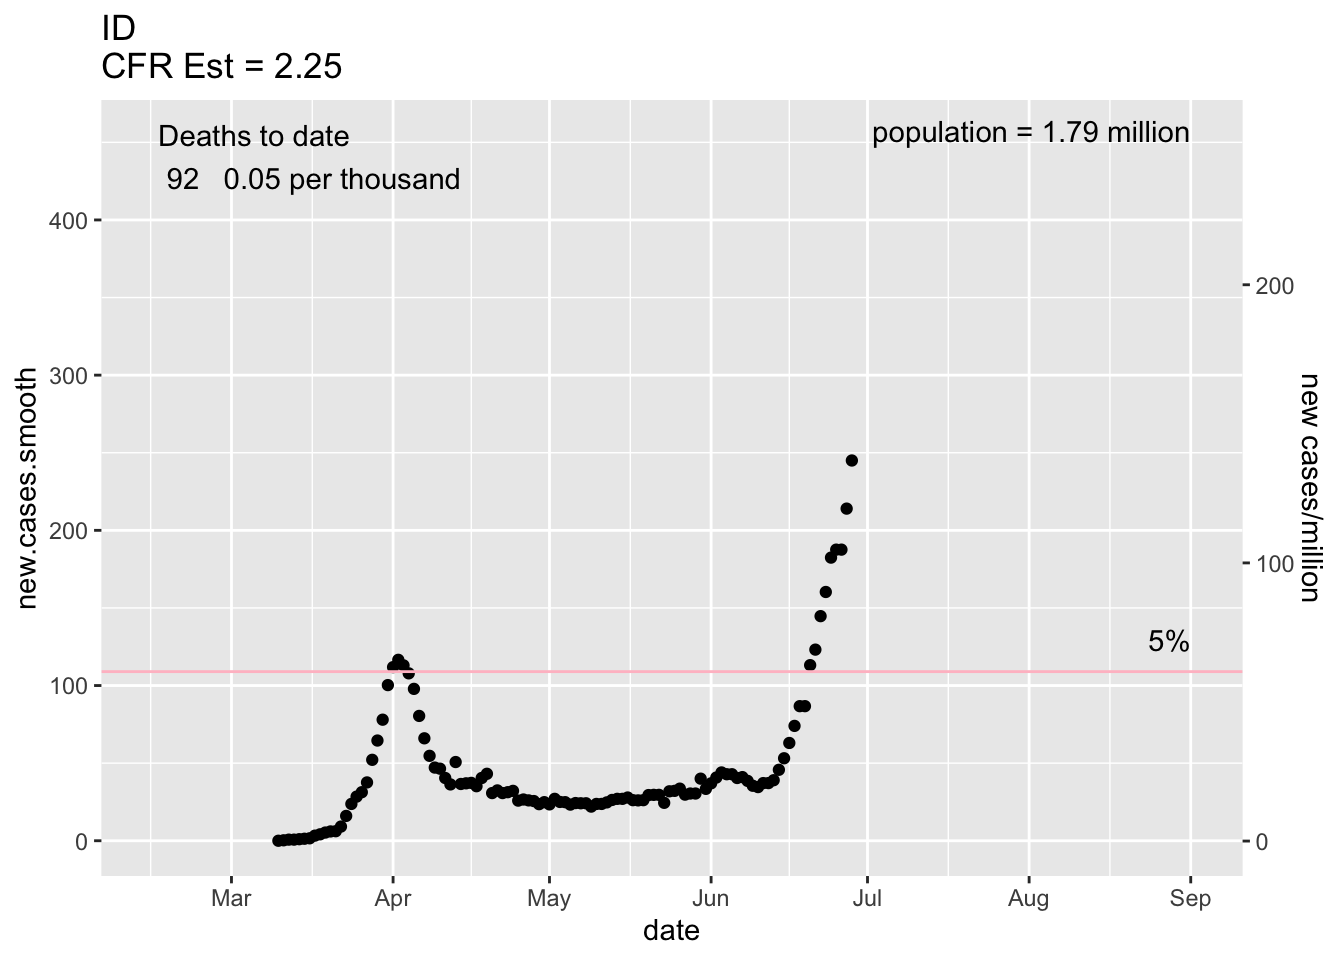 ID
CFR Est = 2.25
Deaths to date
92 0.05 per thousand
population = 1.79 million
400
300
200
100
0
new.cases.smooth
200
100
0
new cases/million
5%
Mar Apr May Jun Jul Aug Sep
date